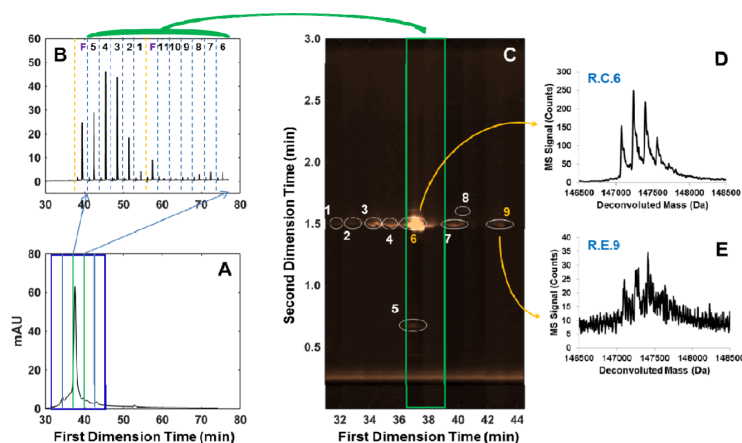 B
F 5 4 3 2 1 F 11 10 9 8 7 6
60
50
40
30
20
10
0
30 40 50 60 70 80
A
mAU
80
60
40
20
0
30 40 50 60 70 80
First Dimension Time (min)
C
Second Dimension Time (min)
3.0
2.5
2.0
1.5
1.0
0.5
1
2
3
4
5
6
7
8
9
32 34 36 38 40 42 44
First Dimension Time (min)
D
R.C.6
MS Signal (Counts)
300
250
200
150
100
50
0
146500 147000 147500 148000 148500
Deconvoluted Mass (Da)
E
R.E.9
MS Signal (Counts)
40
30
20
10
0
146500 147000 147500 148000 148500
Deconvoluted Mass (Da)